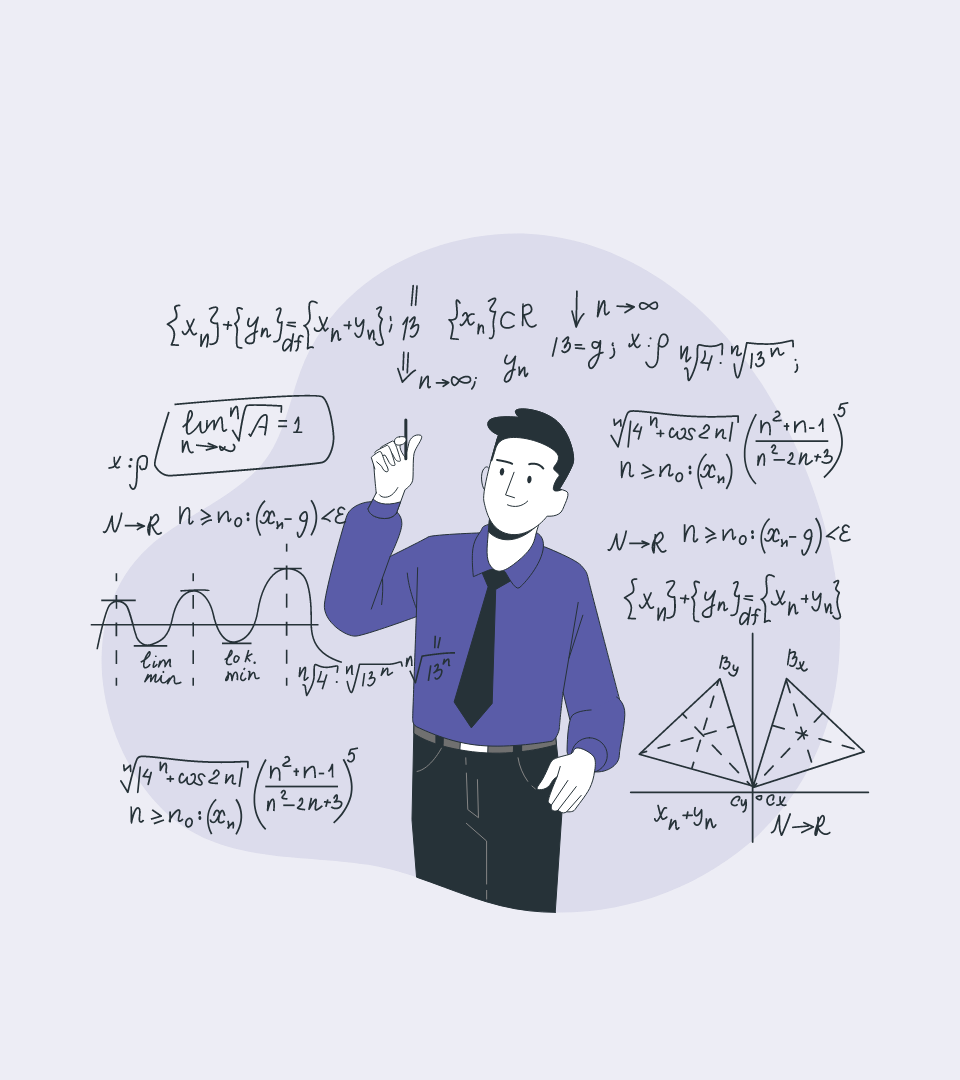 {xₙ}+{yₙ}=df{xₙ+yₙ}; 13
||
{xₙ}⊂R
↓ n→∞
13=g; x:ρ ⁿ√4: ⁿ√13ⁿ;
⇓ n→∞;
yₙ
lim n→∞ ⁿ√A=1
x:ρ
N→R n≥n₀:(xₙ-g)<ε
lim min
lok. min
ⁿ√4: ⁿ√13ⁿ ⁿ√13ⁿ
||
ⁿ√|4ⁿ+cos2n| ((n²+n-1)/(n²-2n+3))⁵
n≥n₀:(xₙ)
ⁿ√|4ⁿ+cos2n| ((n²+n-1)/(n²-2n+3))⁵
n≥n₀:(xₙ)
N→R n≥n₀:(xₙ-g)<ε
{xₙ}+{yₙ}=df{xₙ+yₙ}
By Bx
Cy o Cx
xₙ+yₙ N→R